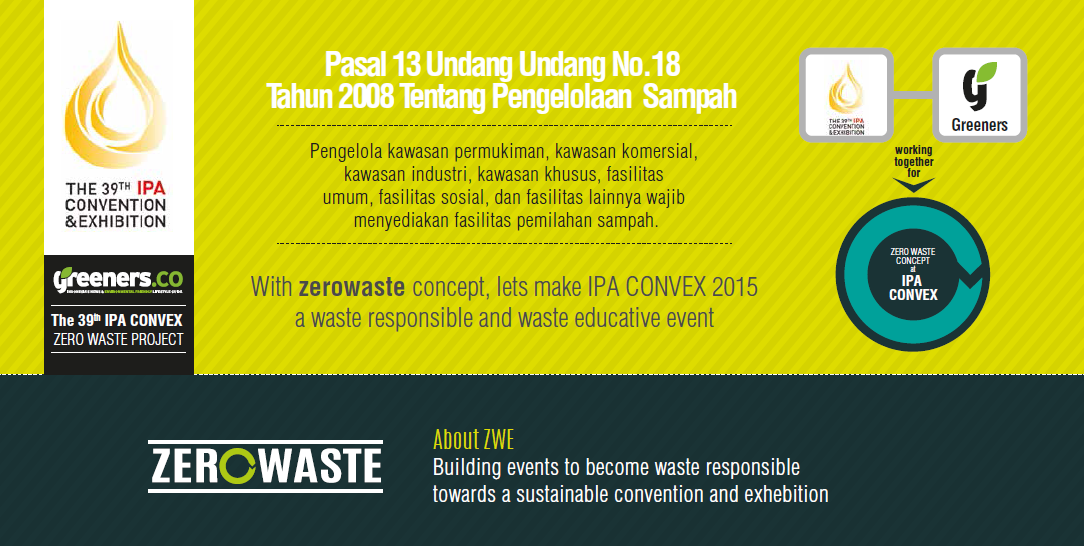 THE 39TH IPA
CONVENTION
&EXHIBITION
greeners.co
The 39th IPA CONVEX
ZERO WASTE PROJECT
Pasal 13 Undang Undang No.18
Tahun 2008 Tentang Pengelolaan Sampah
Pengelola kawasan permukiman, kawasan komersial,
kawasan industri, kawasan khusus, fasilitas
umum, fasilitas sosial, dan fasilitas lainnya wajib
menyediakan fasilitas pemilahan sampah.
With zerowaste concept, lets make IPA CONVEX 2015
a waste responsible and waste educative event
THE 39TH IPA
CONVENTION
&EXHIBITION
g
Greeners
working
together
for
ZERO WASTE
CONCEPT
at
IPA
CONVEX
ZEROWASTE
About ZWE
Building events to become waste responsible
towards a sustainable convention and exhebition